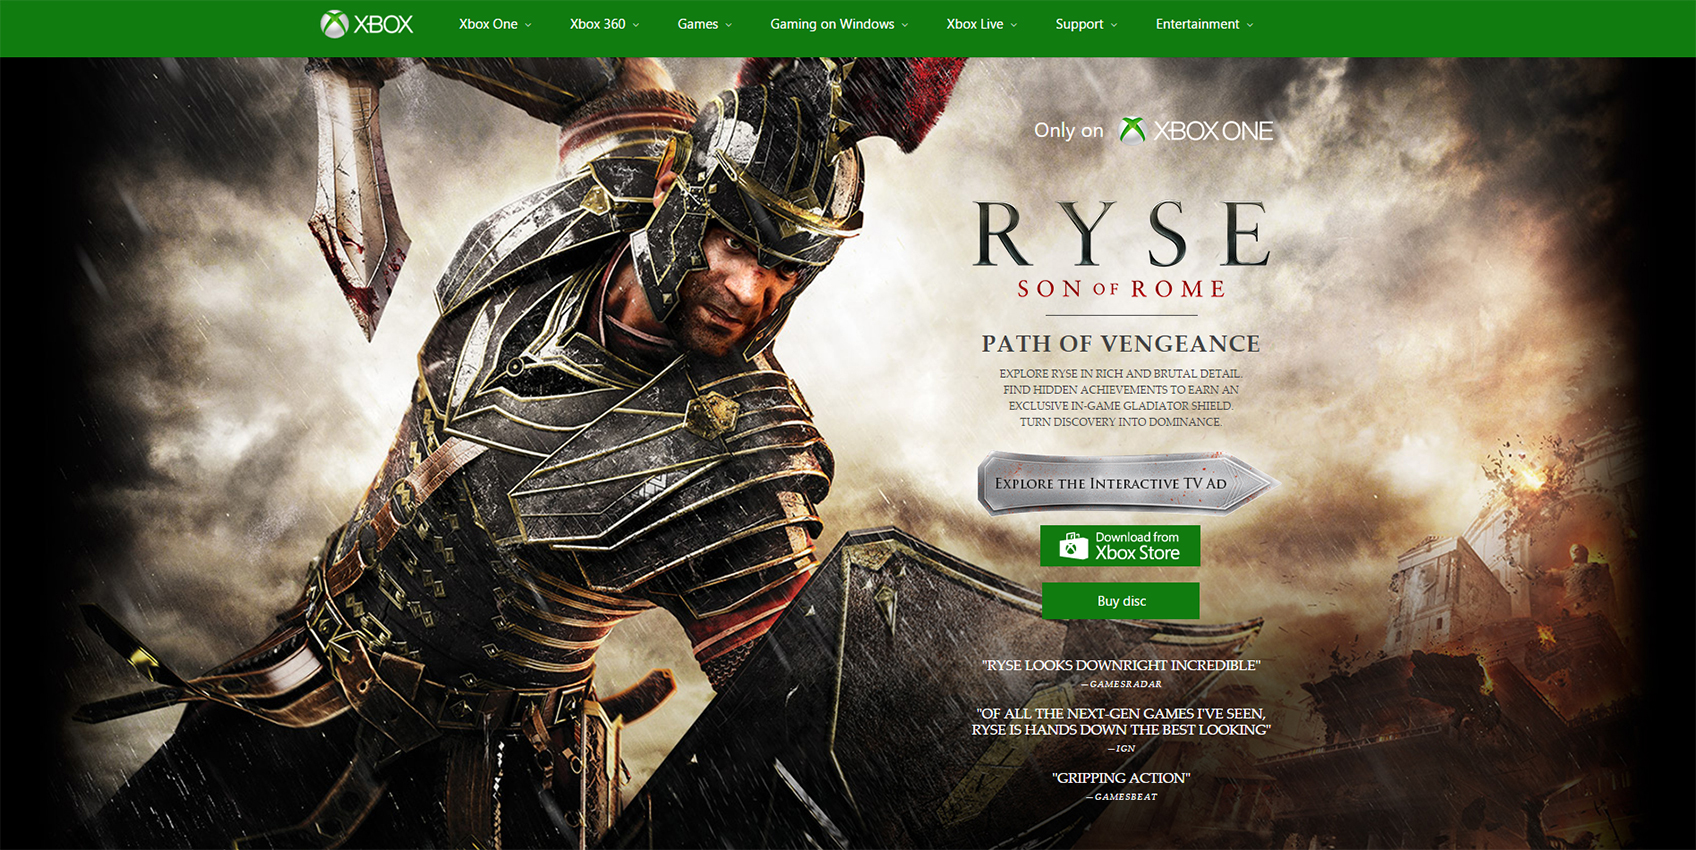 XBOX
Xbox One
Xbox 360
Games
Gaming on Windows
Xbox Live
Support
Entertainment
Only on XBOX ONE
RYSE
SON OF ROME
PATH OF VENGEANCE
EXPLORE RYSE IN RICH AND BRUTAL DETAIL.
FIND HIDDEN ACHIEVEMENTS TO EARN AN
EXCLUSIVE IN-GAME GLADIATOR SHIELD.
TURN DISCOVERY INTO DOMINANCE.
EXPLORE THE INTERACTIVE TV AD
Download from
Xbox Store
Buy disc
"RYSE LOOKS DOWNRIGHT INCREDIBLE"
—GAMESRADAR
"OF ALL THE NEXT-GEN GAMES I'VE SEEN,
RYSE IS HANDS DOWN THE BEST LOOKING"
—IGN
"GRIPPING ACTION"
—GAMESBEAT